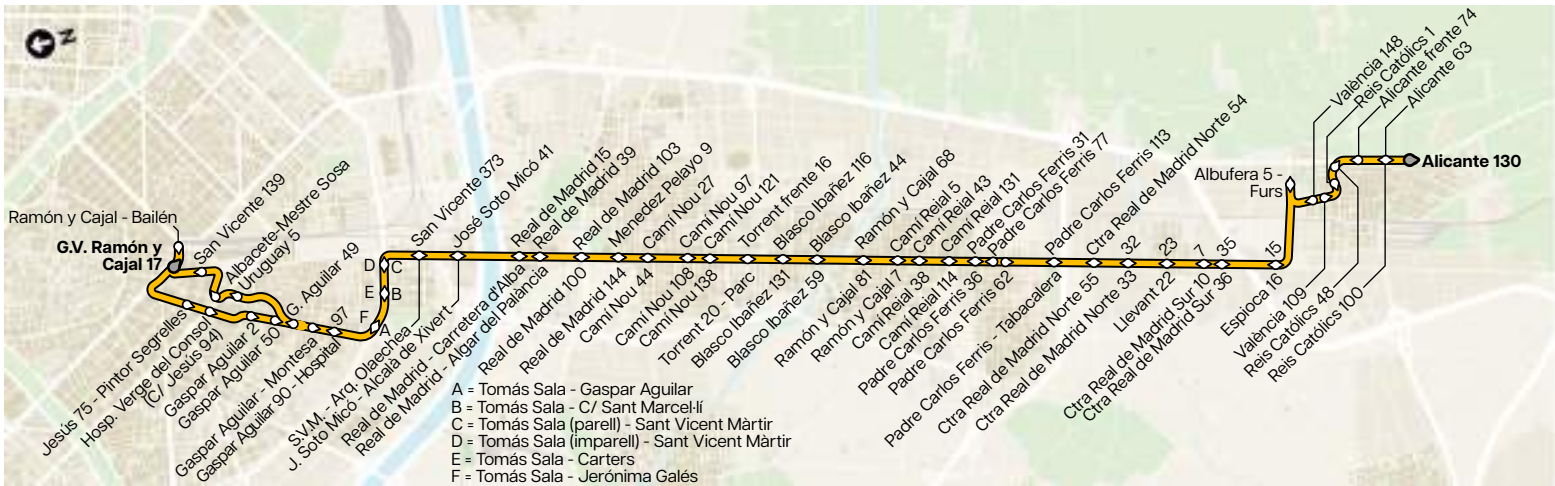 N
Ramón y Cajal - Bailén
G.V. Ramón y
Cajal 17
San Vicente 139
Albacete-Mestre Sosa
Uruguay 5
G. Aguilar 49
97
D
C
E
B
F
A
San Vicente 373
José Soto Micó 41
Real de Madrid 15
Real de Madrid 39
Real de Madrid 103
Menedez Pelayo 9
Camí Nou 27
Camí Nou 97
Camí Nou 121
Torrent frente 16
Blasco Ibañez 116
Blasco Ibañez 44
Ramón y Cajal 68
Camí Reial 5
Camí Reial 43
Camí Reial 131
Padre Carlos Ferris 31
Padre Carlos Ferris 77
Padre Carlos Ferris 113
Ctra Real de Madrid Norte 54
32
23
7
35
15
Albufera 5 -
Furs
València 148
Reis Católics 1
Alicante frente 74
Alicante 63
Alicante 130
Jesús 75 - Pintor Segrelles
Hosp. Verge del Consol
(C/ Jesús 94)
Gaspar Aguilar 2
Gaspar Aguilar 50
Gaspar Aguilar - Montesa
Gaspar Aguilar 90 - Hospital
S.V.M.- Arq. Olaechea
J. Soto Micó - Alcalà de Xivert
Real de Madrid - Carretera d'Alba
Real de Madrid - Algar del Palància
Real de Madrid 100
Real de Madrid 144
Camí Nou 44
Camí Nou 108
Camí Nou 138
Torrent 20 - Parc
Blasco Ibáñez 131
Blasco Ibáñez 59
Ramón y Cajal 81
Ramón y Cajal 7
Camí Reial 38
Camí Reial 114
Padre Carlos Ferris 36
Padre Carlos Ferris 62
Padre Carlos Ferris - Tabacalera
Ctra Real de Madrid Norte 55
Ctra Real de Madrid Norte 33
Llevant 22
Ctra Real de Madrid Sur 10
Ctra Real de Madrid Sur 36
Espioca 16
València 109
Reis Católics 48
Reis Católics 100
A = Tomás Sala - Gaspar Aguilar
B = Tomás Sala - C/ Sant Marcel·lí
C = Tomás Sala (parell) - Sant Vicent Màrtir
D = Tomás Sala (imparell) - Sant Vicent Màrtir
E = Tomás Sala - Carters
F = Tomás Sala - Jerónima Galés